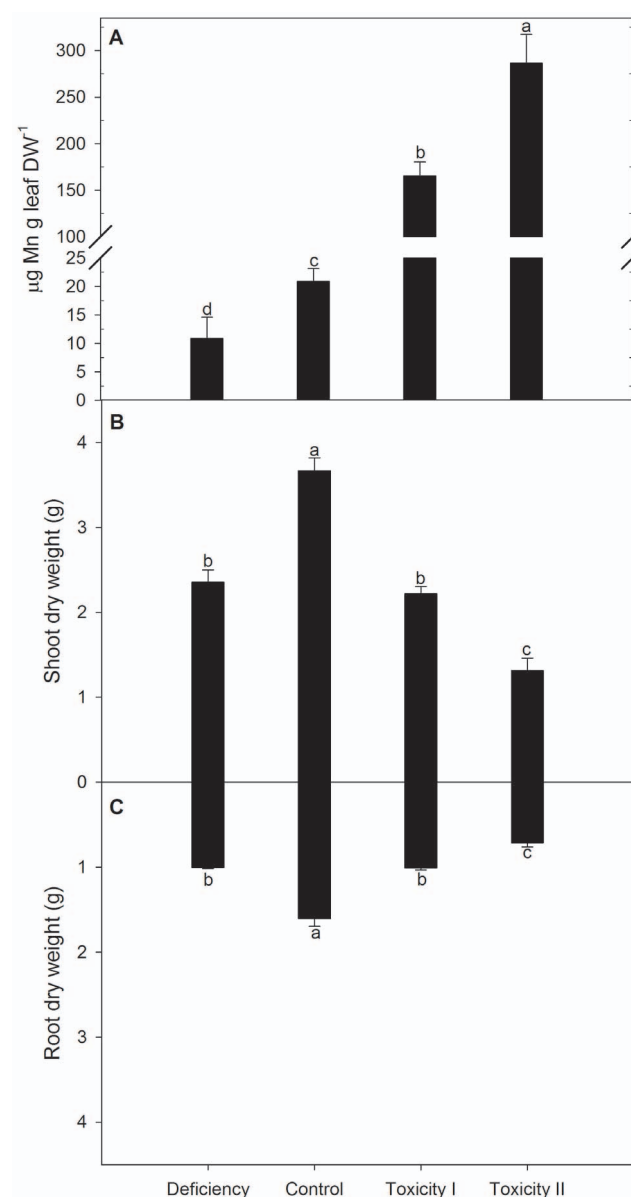 A
µg Mn g leaf DW⁻¹
300
250
200
150
100
25
20
15
10
5
0
d
c
b
a
B
Shoot dry weight (g)
4
3
2
1
0
b
a
b
c
C
Root dry weight (g)
1
2
3
4
b
a
b
c
Deficiency Control Toxicity I Toxicity II